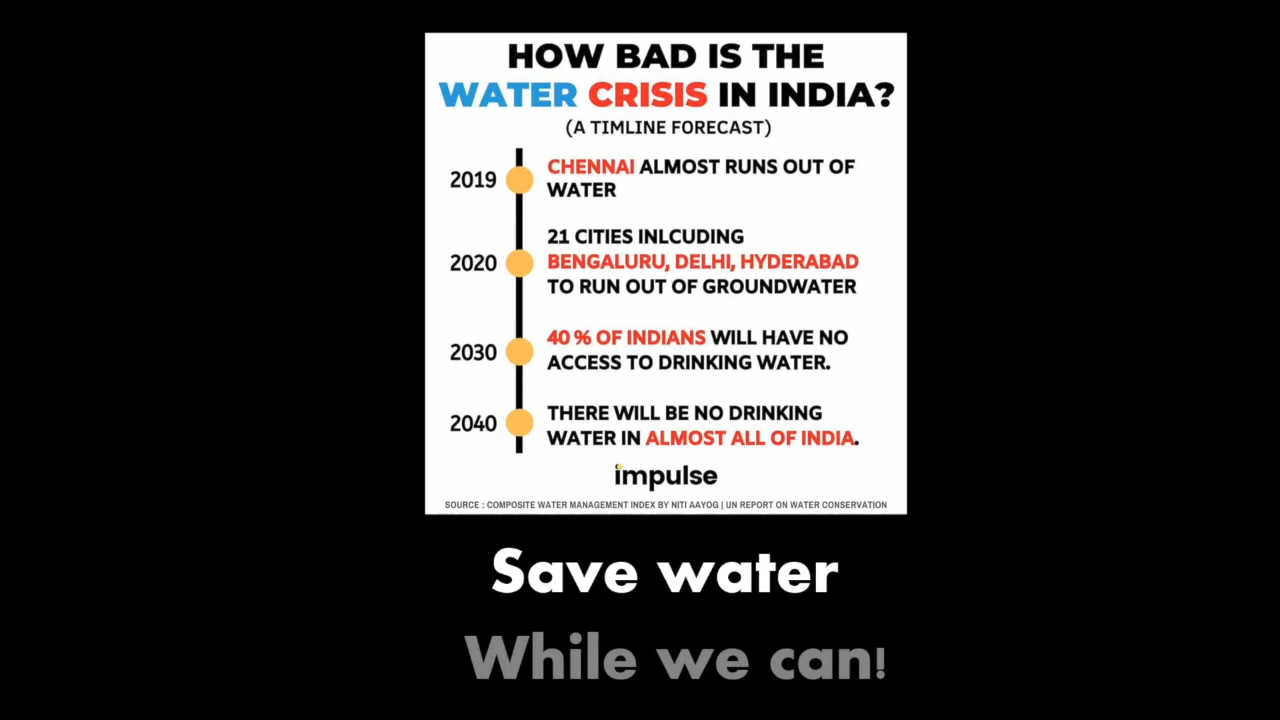 HOW BAD IS THE
WATER CRISIS IN INDIA?
(A TIMLINE FORECAST)
2019
CHENNAI ALMOST RUNS OUT OF
WATER
2020
21 CITIES INLCUDING
BENGALURU, DELHI, HYDERABAD
TO RUN OUT OF GROUNDWATER
2030
40 % OF INDIANS WILL HAVE NO
ACCESS TO DRINKING WATER.
2040
THERE WILL BE NO DRINKING
WATER IN ALMOST ALL OF INDIA.
impulse
SOURCE : COMPOSITE WATER MANAGEMENT INDEX BY NITI AAYOG | UN REPORT ON WATER CONSERVATION
Save water
While we can!